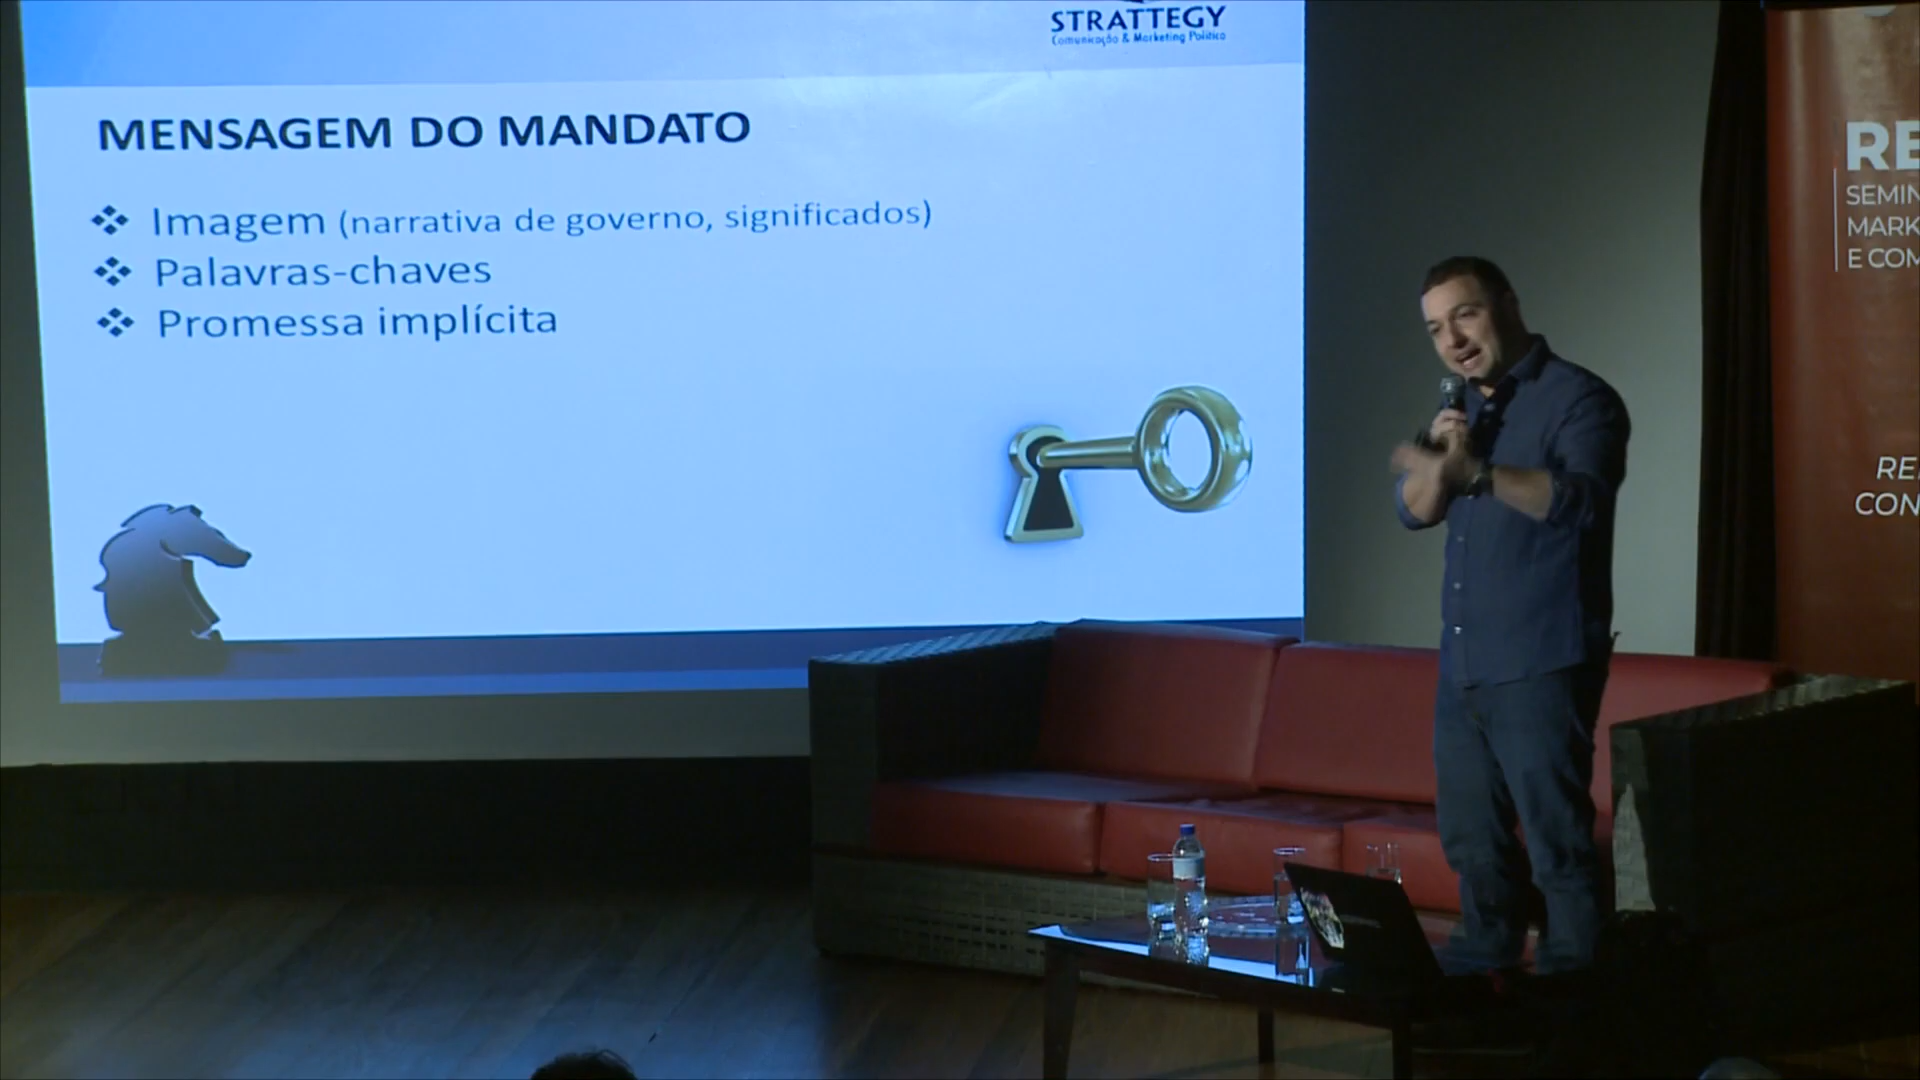 STRATTEGY
Comunicação & Marketing Político
MENSAGEM DO MANDATO
Imagem (narrativa de governo, significados)
Palavras-chaves
Promessa implícita
RE
SEMIN
MARK
E COM
RE
CON